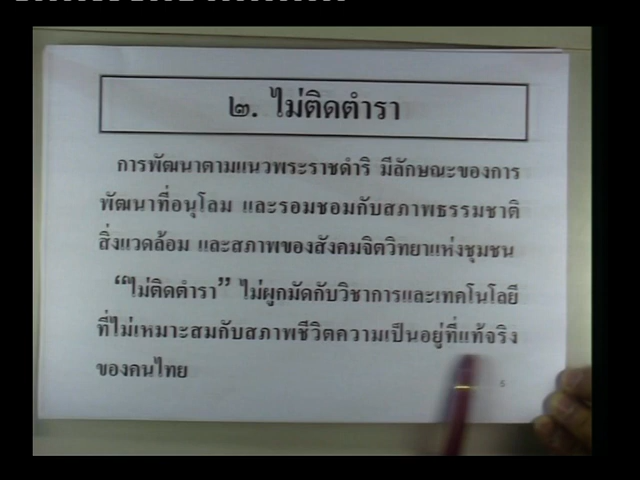 ๒. ไม่ติดตำรา
การพัฒนาตามแนวพระราชดำริ มีลักษณะของการ
พัฒนาที่อนุโลม และรอมชอมกับสภาพธรรมชาติ
สิ่งแวดล้อม และสภาพของสังคมจิตวิทยาแห่งชุมชน
“ไม่ติดตำรา” ไม่ผูกมัดกับวิชาการและเทคโนโลยี
ที่ไม่เหมาะสมกับสภาพชีวิตความเป็นอยู่ที่แท้จริง
ของคนไทย
5